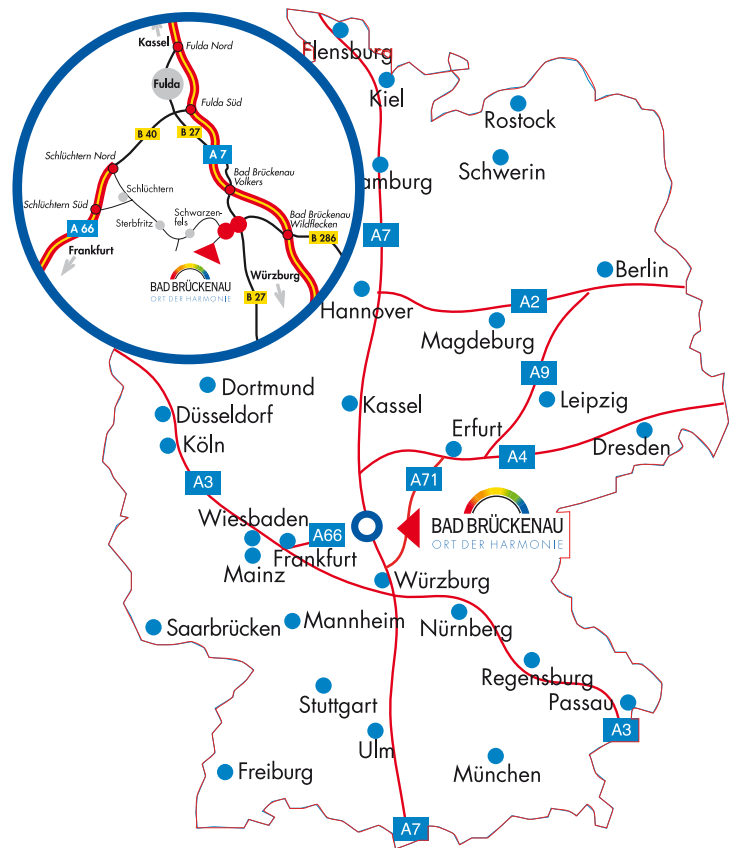 Kassel
Fulda Nord
Fulda
Fulda Süd
B 40
B 27
A 7
Schlüchtern Nord
Bad Brückenau
Volkers
Schlüchtern
Schlüchtern Süd
Schwarzen-
fels
Sterbfritz
Bad Brückenau
Wildflecken
A 66
B 286
Frankfurt
Würzburg
BAD BRÜCKENAU
ORT DER HARMONIE
B 27
Flensburg
Kiel
Rostock
Schwerin
amburg
A7
Berlin
Hannover
A2
Magdeburg
A9
Dortmund
Kassel
Leipzig
Düsseldorf
Erfurt
Köln
Dresden
A4
A3
A71
Wiesbaden
A66
BAD BRÜCKENAU
ORT DER HARMONIE
Frankfurt
Mainz
Würzburg
Saarbrücken
Mannheim
Nürnberg
Regensburg
Stuttgart
Passau
A3
Ulm
München
Freiburg
A7